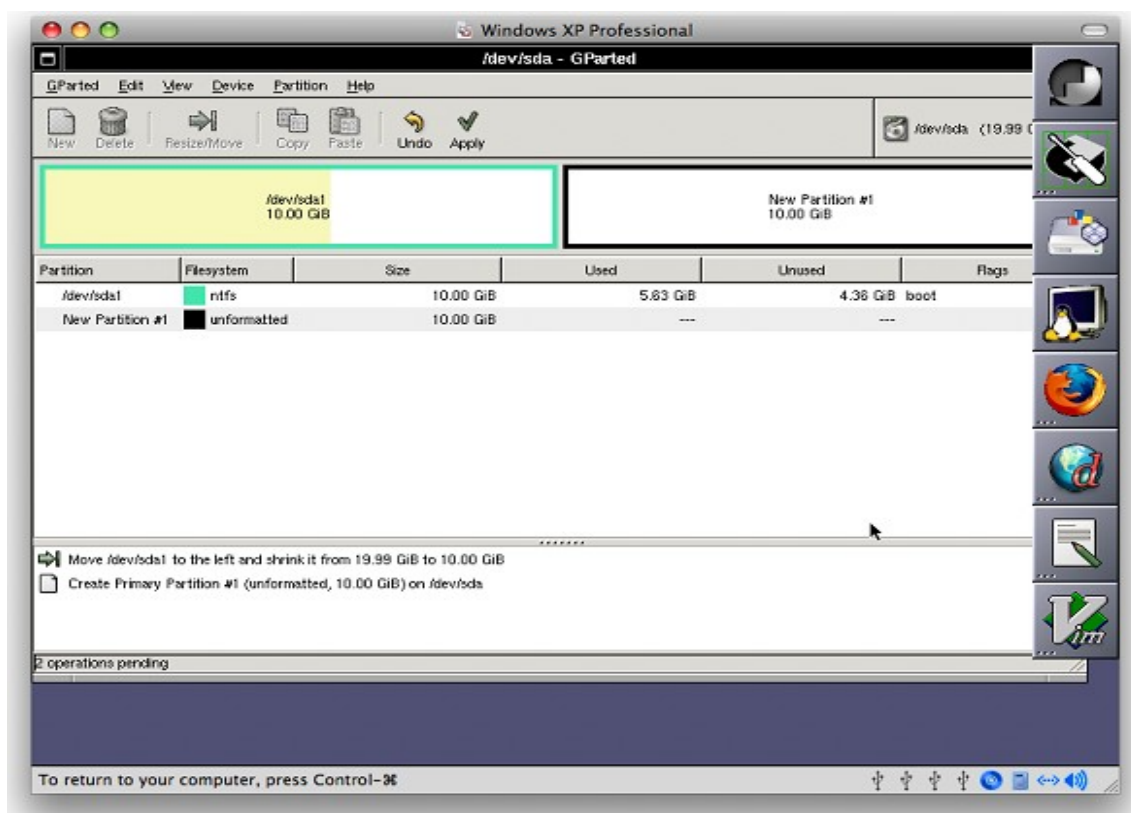 Windows XP Professional
/dev/sda - GParted
GParted Edit View Device Partition Help
New Delete Resize/Move Copy Paste Undo Apply /dev/sda (19.99
/dev/sda1
10.00 GiB
New Partition #1
10.00 GiB
Partition Filesystem Size Used Unused Flags
/dev/sda1 ntfs 10.00 GiB 5.63 GiB 4.36 GiB boot
New Partition #1 unformatted 10.00 GiB --- ---
Move /dev/sda1 to the left and shrink it from 19.99 GiB to 10.00 GiB
Create Primary Partition #1 (unformatted, 10.00 GiB) on /dev/sda
2 operations pending
d
Vim
To return to your computer, press Control-⌘